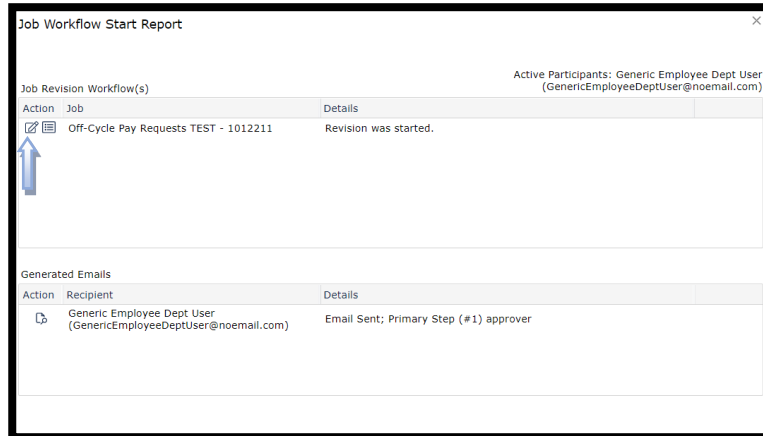 Job Workflow Start Report
Active Participants: Generic Employee Dept User
(GenericEmployeeDeptUser@noemail.com)
Job Revision Workflow(s)
Action Job Details
Off-Cycle Pay Requests TEST - 1012211 Revision was started.
Generated Emails
Action Recipient Details
Generic Employee Dept User
(GenericEmployeeDeptUser@noemail.com) Email Sent; Primary Step (#1) approver